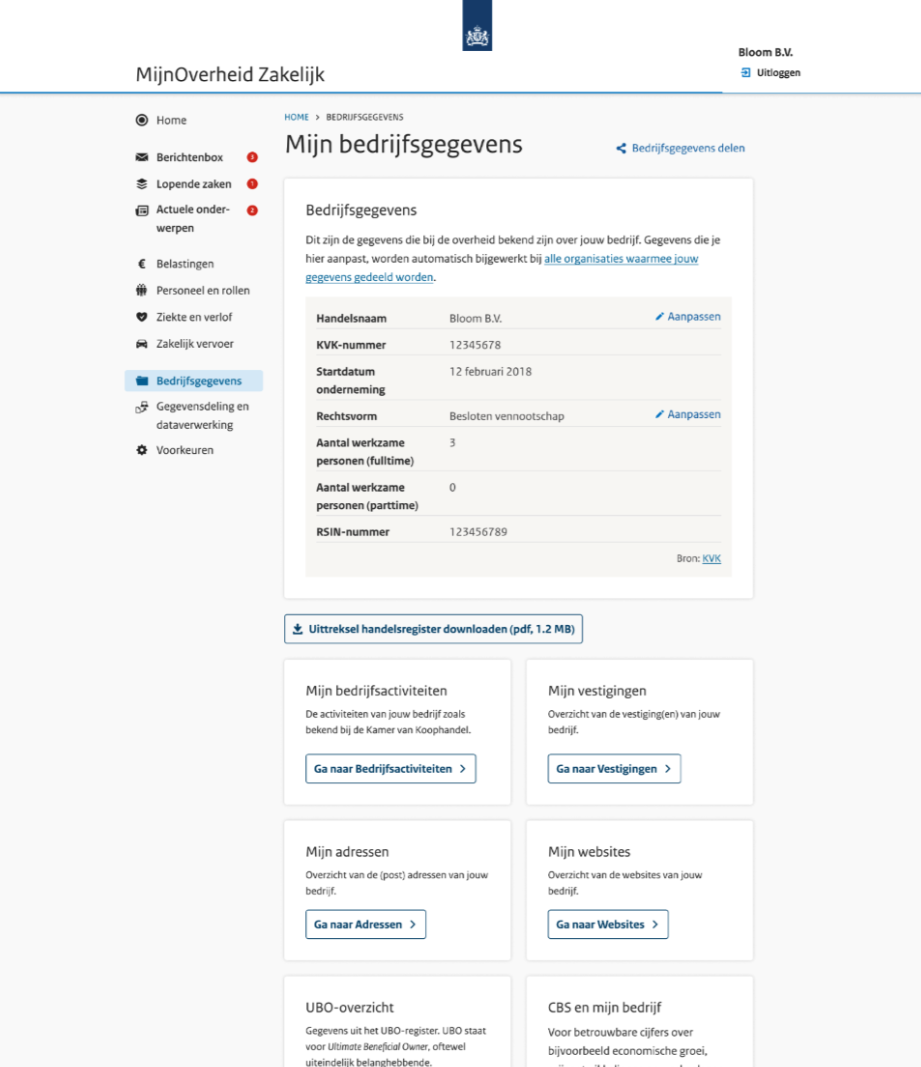 Bloom B.V.
MijnOverheid Zakelijk
Uitloggen
Home
Berichtenbox 3
Lopende zaken 1
Actuele onder- 2
werpen
Belastingen
Personeel en rollen
Ziekte en verlof
Zakelijk vervoer
Bedrijfsgegevens
Gegevensdeling en
dataverwerking
Voorkeuren
HOME > BEDRIJFSGEGEVENS
Mijn bedrijfsgegevens
Bedrijfsgegevens delen
Bedrijfsgegevens
Dit zijn de gegevens die bij de overheid bekend zijn over jouw bedrijf. Gegevens die je
hier aanpast, worden automatisch bijgewerkt bij alle organisaties waarmee jouw
gegevens gedeeld worden.
Handelsnaam Bloom B.V. Aanpassen
KVK-nummer 12345678
Startdatum 12 februari 2018
onderneming
Rechtsvorm Besloten vennootschap Aanpassen
Aantal werkzame 3
personen (fulltime)
Aantal werkzame 0
personen (parttime)
RSIN-nummer 123456789
Bron: KVK
Uittreksel handelsregister downloaden (pdf, 1.2 MB)
Mijn bedrijfsactiviteiten
De activiteiten van jouw bedrijf zoals
bekend bij de Kamer van Koophandel.
Ga naar Bedrijfsactiviteiten >
Mijn vestigingen
Overzicht van de vestiging(en) van jouw
bedrijf.
Ga naar Vestigingen >
Mijn adressen
Overzicht van de (post) adressen van jouw
bedrijf.
Ga naar Adressen >
Mijn websites
Overzicht van de websites van jouw
bedrijf.
Ga naar Websites >
UBO-overzicht
Gegevens uit het UBO-register. UBO staat
voor Ultimate Beneficial Owner, oftewel
uiteindelijk belanghebbende.
CBS en mijn bedrijf
Voor betrouwbare cijfers over
bijvoorbeeld economische groei,